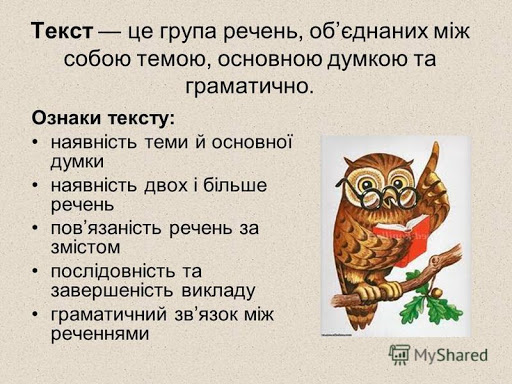 Текст — це група речень, об’єднаних між
собою темою, основною думкою та
граматично.
Ознаки тексту:
• наявність теми й основної
думки
• наявність двох і більше
речень
• пов’язаність речень за
змістом
• послідовність та
завершеність викладу
• граматичний зв’язок між
реченнями
MyShared